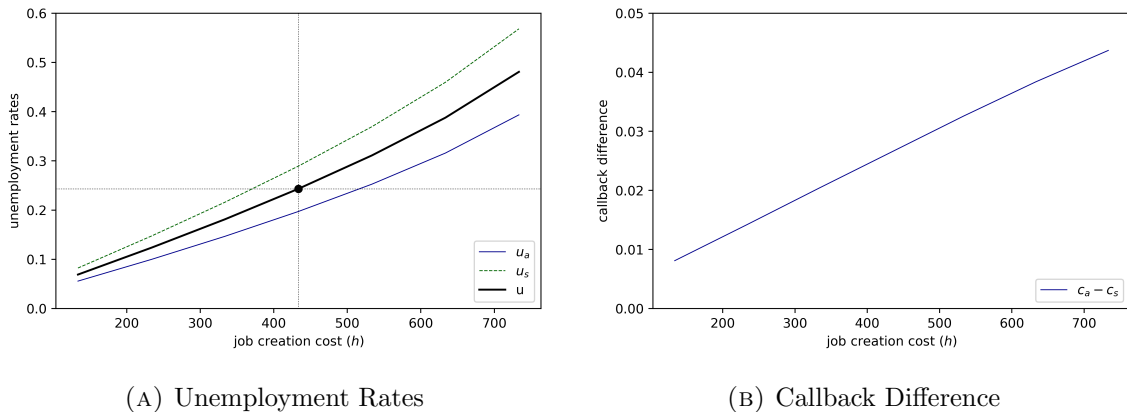 0.6
0.5
0.4
0.3
0.2
0.1
0.0
unemployment rates
200 300 400 500 600 700
job creation cost (h)
u_a
u_s
u
(A) Unemployment Rates
0.05
0.04
0.03
0.02
0.01
0.00
callback difference
200 300 400 500 600 700
job creation cost (h)
c_a − c_s
(B) Callback Difference